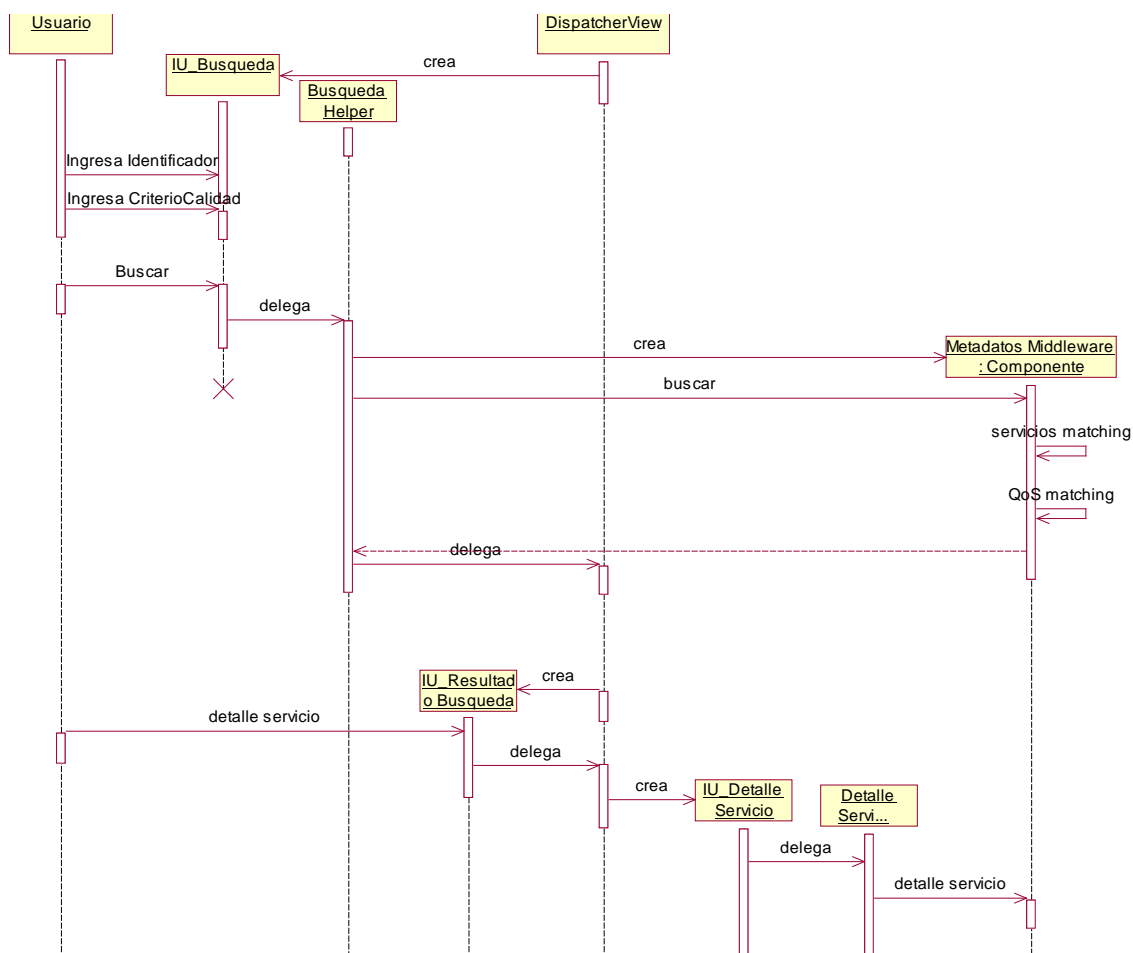 Usuario
DispatcherView
IU_Busqueda
crea
Busqueda
Helper
Ingresa Identificador
Ingresa CriterioCalidad
Buscar
delega
crea
Metadatos Middleware
: Componente
buscar
servicios matching
QoS matching
delega
IU_Resultad
o Busqueda
crea
detalle servicio
delega
crea
IU_Detalle
Servicio
Detalle
Servi...
delega
detalle servicio